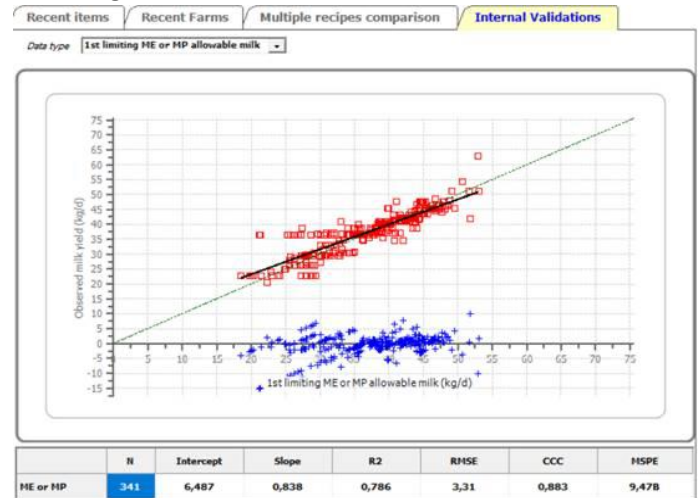 Recent items Recent Farms Multiple recipes comparison Internal Validations
Data type 1st limiting ME or MP allowable milk
75
70
65
60
55
50
45
40
35
30
25
20
15
10
5
0
-5
-10
-15
Observed milk yield (kg/d)
5 10 15 20 25 30 35 45 50 55 60 65 70 75
1st limiting ME or MP allowable milk (kg/d)
N Intercept Slope R2 RMSE CCC MSPE
ME or MP 341 6,487 0,838 0,786 3,31 0,883 9,478